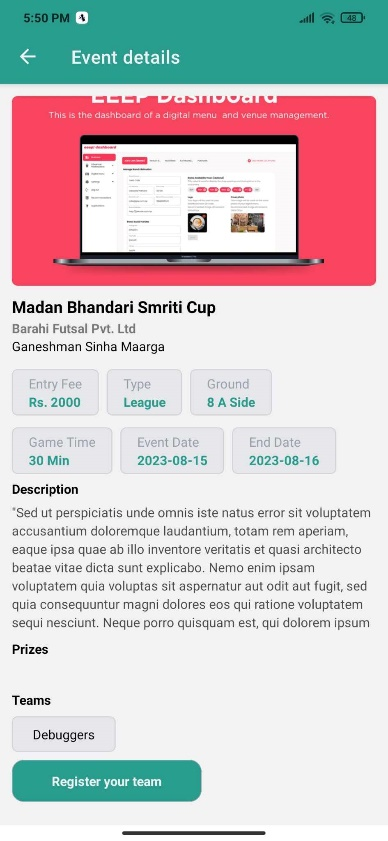 5:50 PM
48
Event details
EEEP Dashboard
This is the dashboard of a digital menu and venue management.
Madan Bhandari Smriti Cup
Barahi Futsal Pvt. Ltd
Ganeshman Sinha Maarga
Entry Fee Type Ground
Rs. 2000 League 8 A Side
Game Time Event Date End Date
30 Min 2023-08-15 2023-08-16
Description
"Sed ut perspiciatis unde omnis iste natus error sit voluptatem
accusantium doloremque laudantium, totam rem aperiam,
eaque ipsa quae ab illo inventore veritatis et quasi architecto
beatae vitae dicta sunt explicabo. Nemo enim ipsam
voluptatem quia voluptas sit aspernatur aut odit aut fugit, sed
quia consequuntur magni dolores eos qui ratione voluptatem
sequi nesciunt. Neque porro quisquam est, qui dolorem ipsum
Prizes
Teams
Debuggers
Register your team